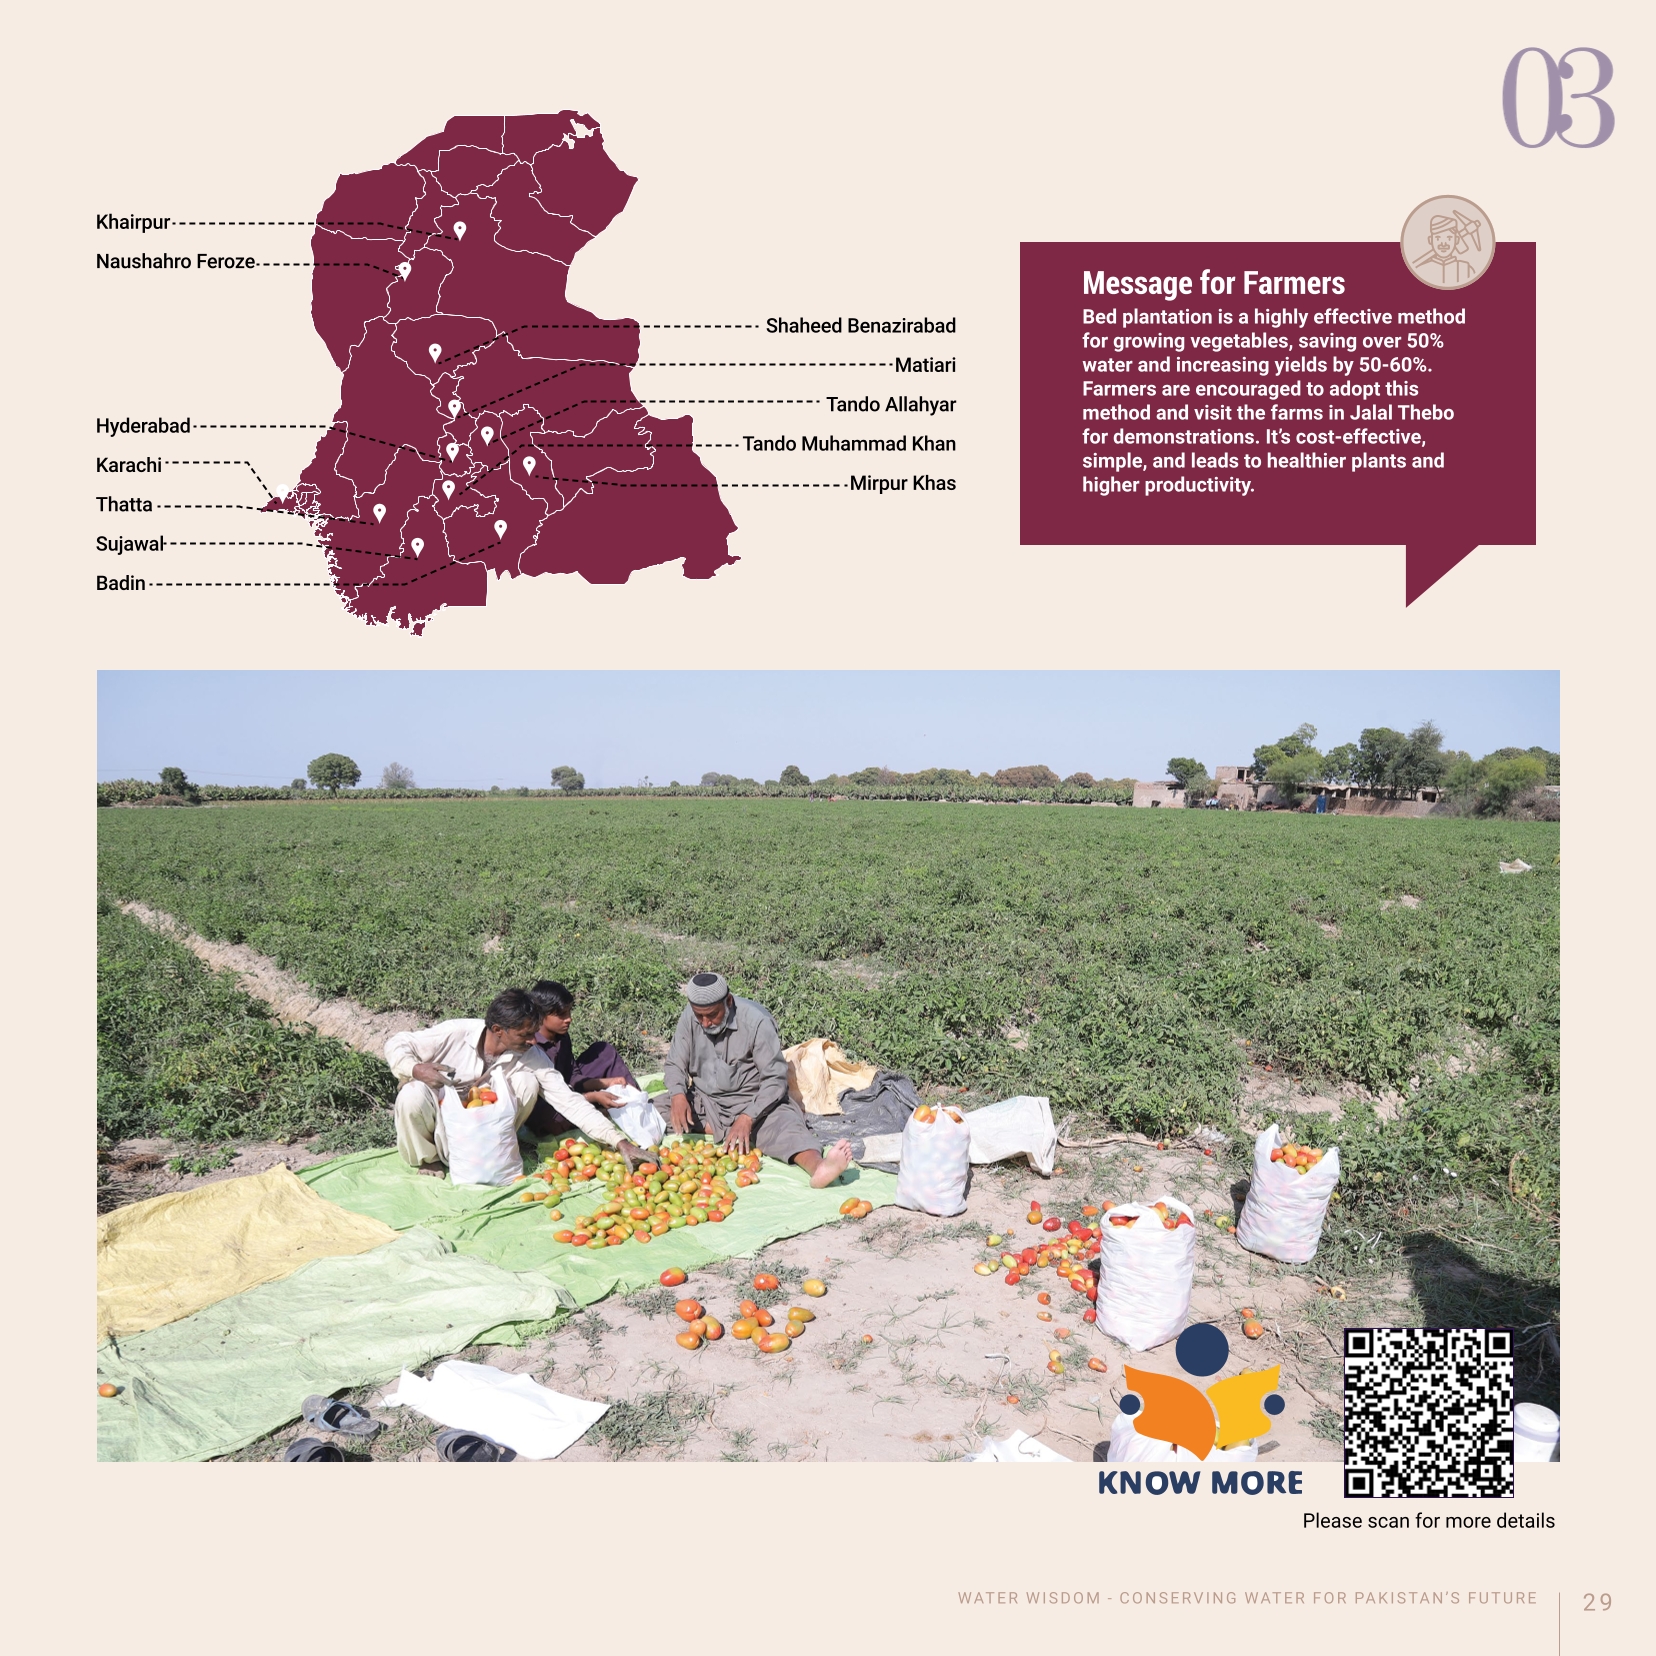 03
Khairpur
Naushahro Feroze
Shaheed Benazirabad
Matiari
Tando Allahyar
Tando Muhammad Khan
Mirpur Khas
Hyderabad
Karachi
Thatta
Sujawal
Badin
Message for Farmers
Bed plantation is a highly effective method
for growing vegetables, saving over 50%
water and increasing yields by 50-60%.
Farmers are encouraged to adopt this
method and visit the farms in Jalal Thebo
for demonstrations. It’s cost-effective,
simple, and leads to healthier plants and
higher productivity.
KNOW MORE
Please scan for more details
WATER WISDOM - CONSERVING WATER FOR PAKISTAN’S FUTURE
29